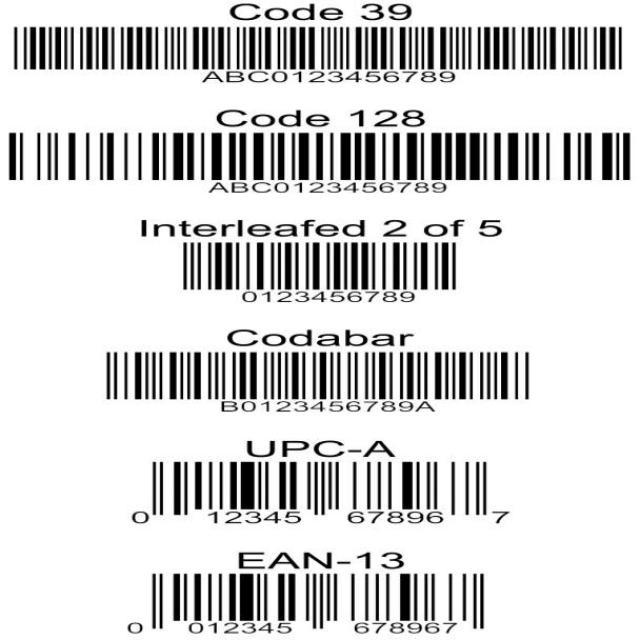 Code 39
ABC0123456789
Code 128
ABC0123456789
Interleafed 2 of 5
0123456789
Codabar
B0123456789A
UPC-A
0 12345 67896 7
EAN-13
0 012345 678967